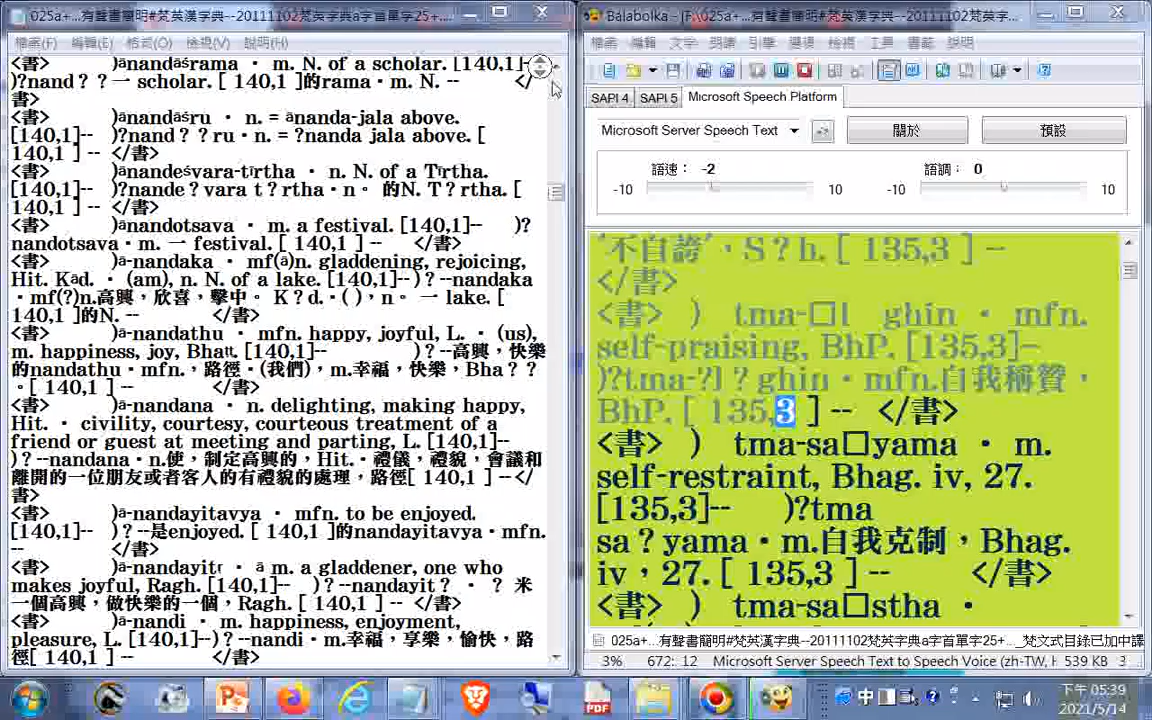 025a+...有聲書簡明#梵英漢字典--20111102梵英字典a字首單字25+...
檔案(F) 編輯(E) 格式(O) 檢視(V) 說明(H)
<書> )ānandāśrama · m. N. of a scholar. [140,1]--
)?nand ? ? 一 scholar. [ 140,1 ]的rama · m. N. -- </
書>
<書> )ānandāśru · n. = ānanda-jala above.
[140,1]-- )?nand ? ? ru · n. = ?nanda jala above. [
140,1 ] -- </書>
<書> )ānandeśvara-tīrtha · n. N. of a Tīrtha.
[140,1]-- )?nande ? vara t ? rtha · n。 的N. T ? rtha. [
140,1 ] -- </書>
<書> )ānandotsava · m. a festival. [140,1]-- )?
nandotsava · m. 一 festival. [ 140,1 ] -- </書>
<書> )ā-nandaka · mf(ā)n. gladdening, rejoicing,
Hit. Kād. · (am), n. N. of a lake. [140,1]--) ? --nandaka
· mf(?)n.高興，欣喜，擊中。 K ? d. · ( )，n。 一 lake. [
140,1 ]的N. -- </書>
<書> )ā-nandathu · mfn. happy, joyful, L. · (us),
m. happiness, joy, Bhaṭṭ. [140,1]-- )? --高興，快樂
的nandathu · mfn.，路徑 · (我們)，m.幸福，快樂，Bha ? ?
。[ 140,1 ] -- </書>
<書> )ā-nandana · n. delighting, making happy,
Hit. · civility, courtesy, courteous treatment of a
friend or guest at meeting and parting, L. [140,1]--
)? --nandana · n.使，制定高興的，Hit. · 禮儀，禮貌，會議和
離開的一位朋友或者客人的有禮貌的處理，路徑[ 140,1 ] --</
書>
<書> )ā-nandayitavya · mfn. to be enjoyed.
[140,1]-- )? --是enjoyed. [ 140,1 ]的nandayitavya · mfn.
-- </書>
<書> )ā-nandayitṛ · ā m. a gladdener, one who
makes joyful, Ragh. [140,1]-- )? --nandayit ? · ? 米
一個高興，做快樂的一個，Ragh. [ 140,1 ] -- </書>
<書> )ā-nandi · m. happiness, enjoyment,
pleasure, L. [140,1]--) ? --nandi · m.幸福，享樂，愉快，路
徑[ 140,1 ] -- </書>
Balabolka - [F:\025a+...有聲書簡明#梵英漢字典--20111102梵英字...
檔案 編輯 文字 朗讀 引擎 選項 檢視 工具 書籤 說明
SAPI 4 SAPI 5 Microsoft Speech Platform
Microsoft Server Speech Text 關於 預設
語速： -2 語調： 0
-10 10 -10 10
'不自誇'，S ? h. [ 135,3 ] --
</書>
<書> ) tma-□l ghin · mfn.
self-praising, BhP. [135,3]--
)?tma-?l ? ghin · mfn.自我稱贊，
BhP. [ 135,3 ] -- </書>
<書> ) tma-sa□yama · m.
self-restraint, Bhag. iv, 27.
[135,3]-- )?tma
sa ? yama · m.自我克制，Bhag.
iv，27. [ 135,3 ] -- </書>
<書> ) tma-sa□stha ·
025a+...有聲書簡明#梵英漢字典--20111102梵英字典a字首單字25+..._梵文式目錄已加中譯
3% 672: 12 Microsoft Server Speech Text to Speech Voice (zh-TW, H 539 KB 3
中
下午 05:39
2021/5/14